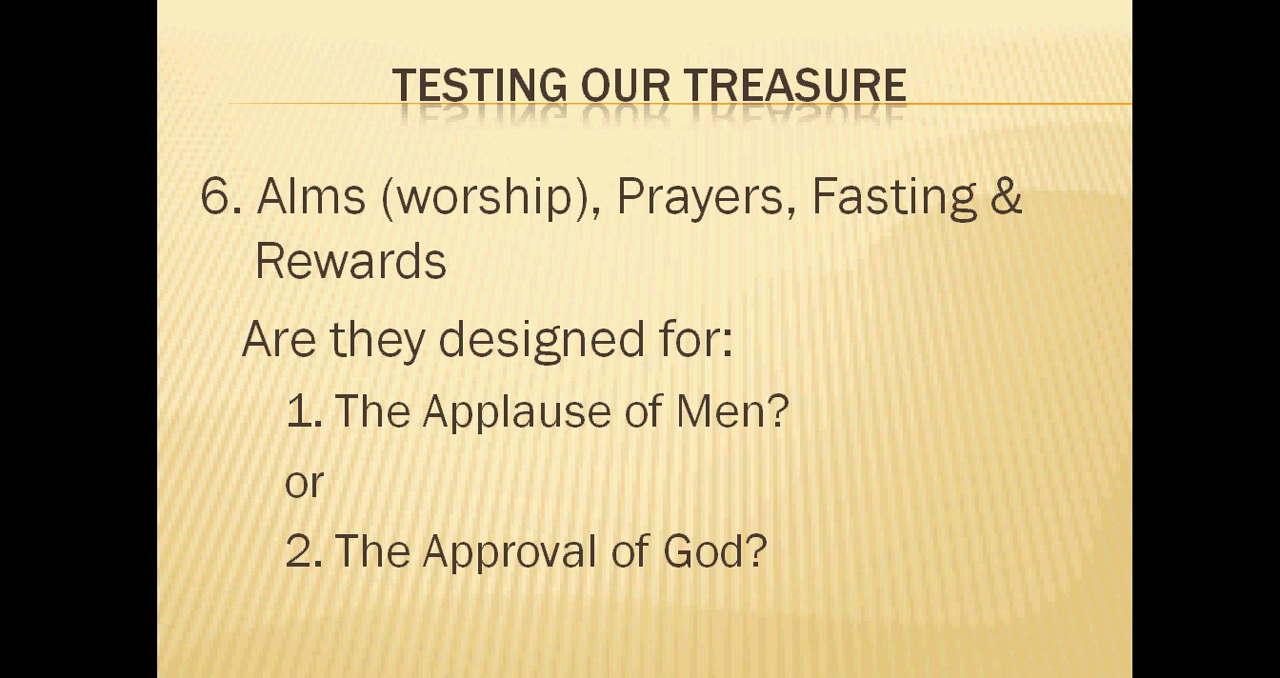 TESTING OUR TREASURE
6. Alms (worship), Prayers, Fasting &
Rewards
Are they designed for:
1. The Applause of Men?
or
2. The Approval of God?